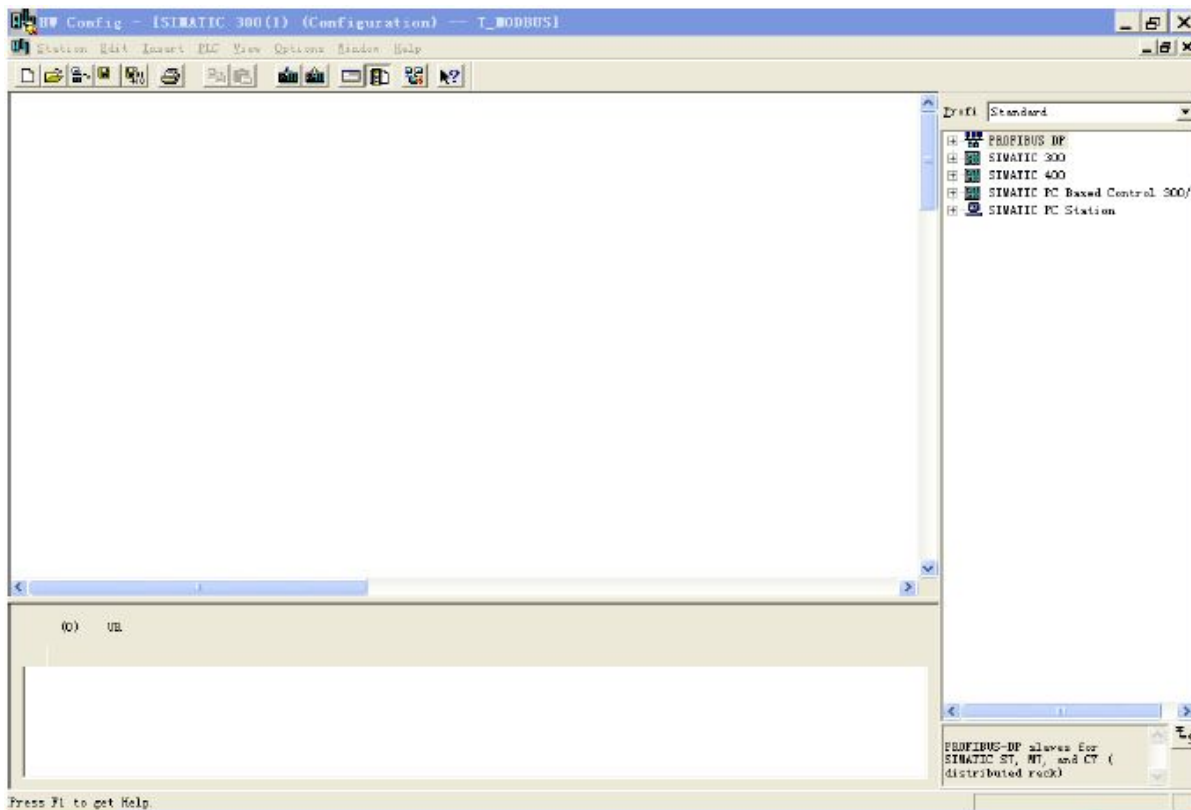 HW Config - [SIMATIC 300(1) (Configuration) -- T_MODBUS]
Station Edit Insert PLC View Options Window Help
Profi Standard
PROFIBUS DP
SIMATIC 300
SIMATIC 400
SIMATIC PC Based Control 300/
SIMATIC PC Station
(0) UR
PROFIBUS-DP slaves for
SIMATIC S7, M7, and C7 (
distributed rack)
Press F1 to get Help.